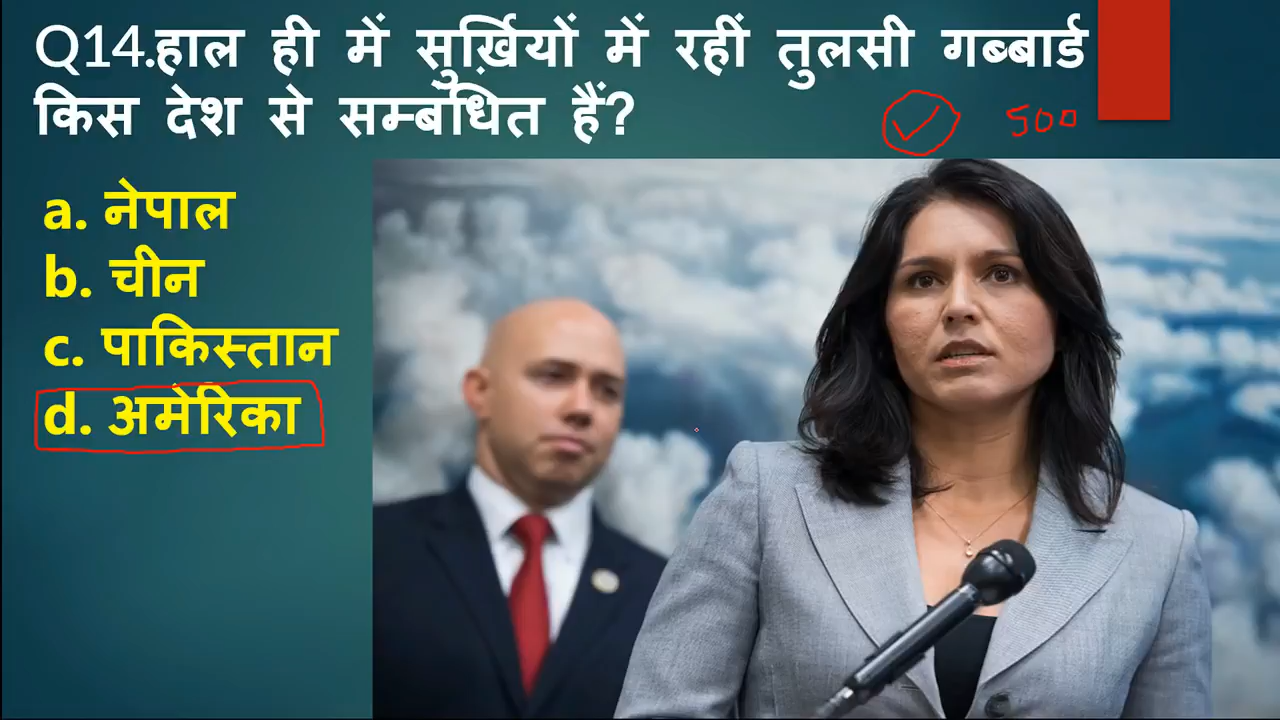 Q14.हाल ही में सुर्ख़ियों में रहीं तुलसी गब्बार्ड
किस देश से सम्बंधित हैं?
500
a. नेपाल
b. चीन
c. पाकिस्तान
d. अमेरिका